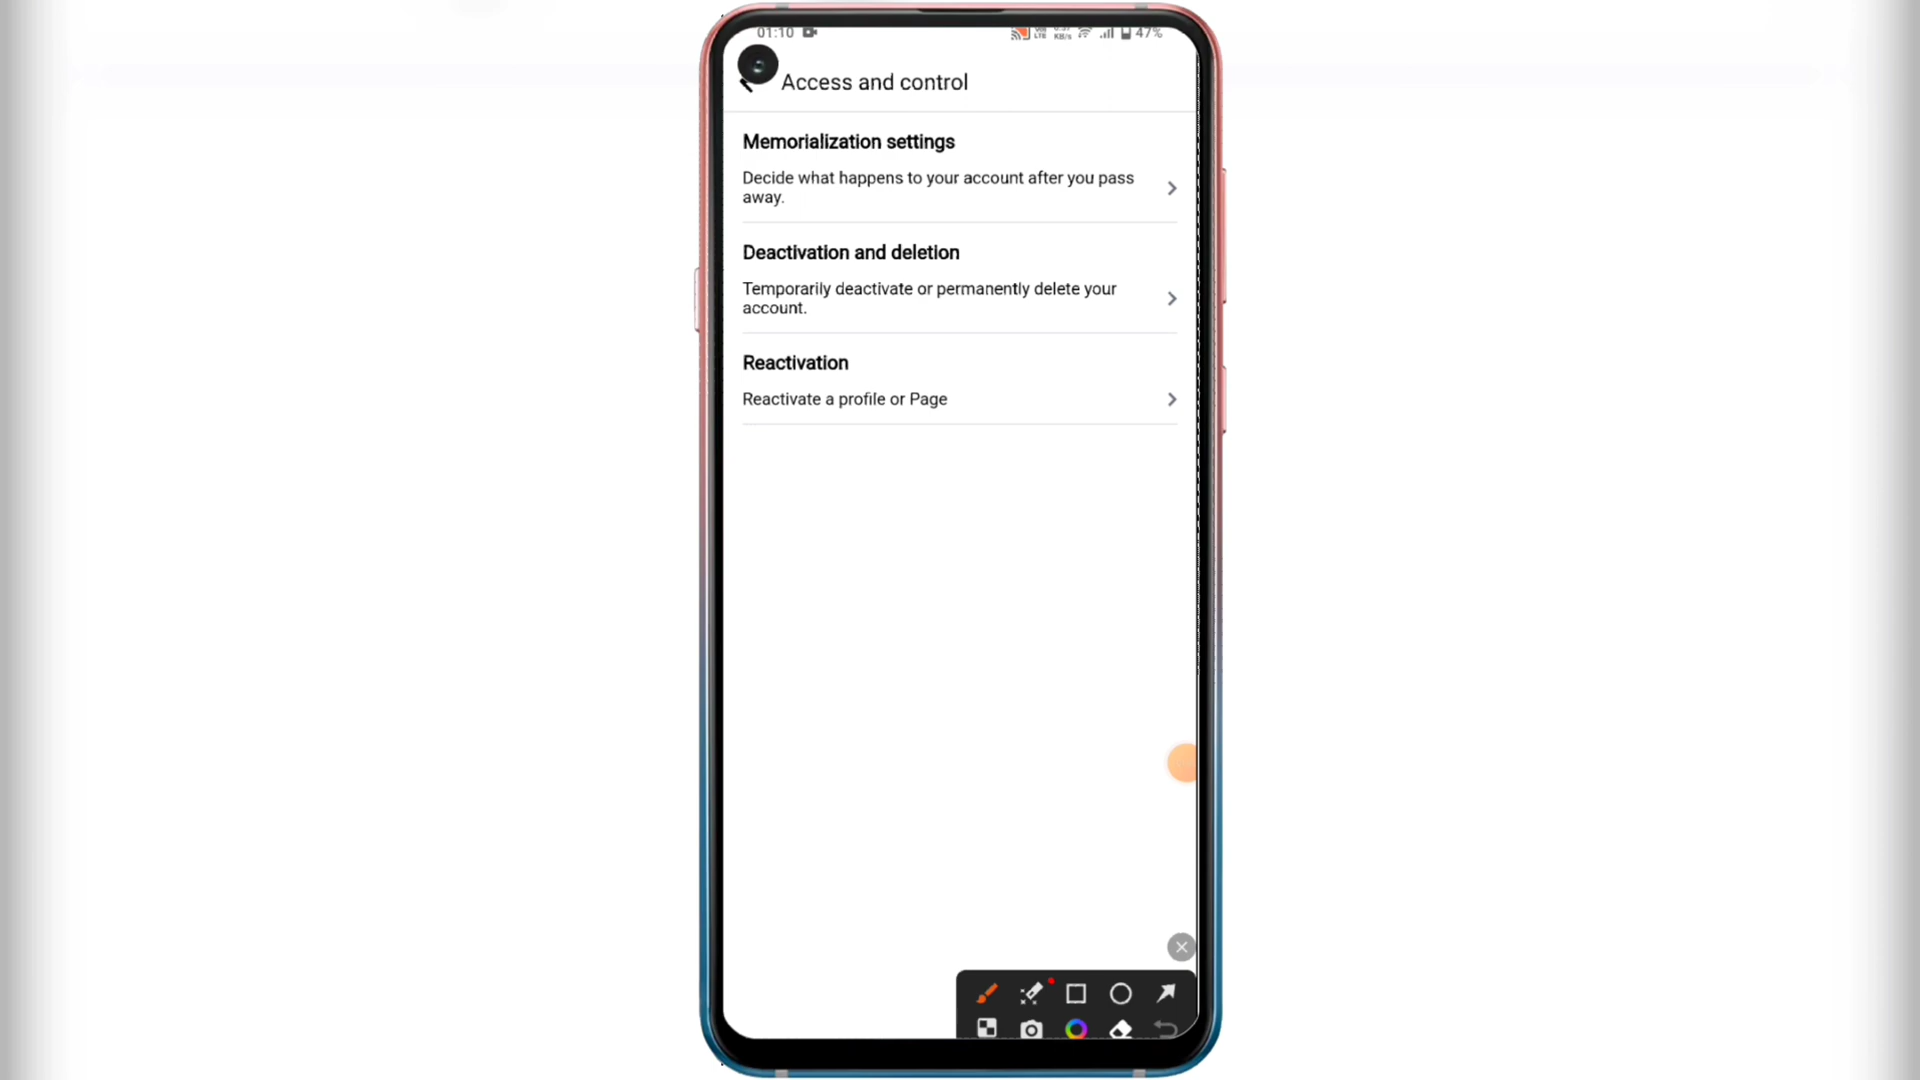 01:10 47%
Access and control
Memorialization settings
Decide what happens to your account after you pass
away.
Deactivation and deletion
Temporarily deactivate or permanently delete your
account.
Reactivation
Reactivate a profile or Page